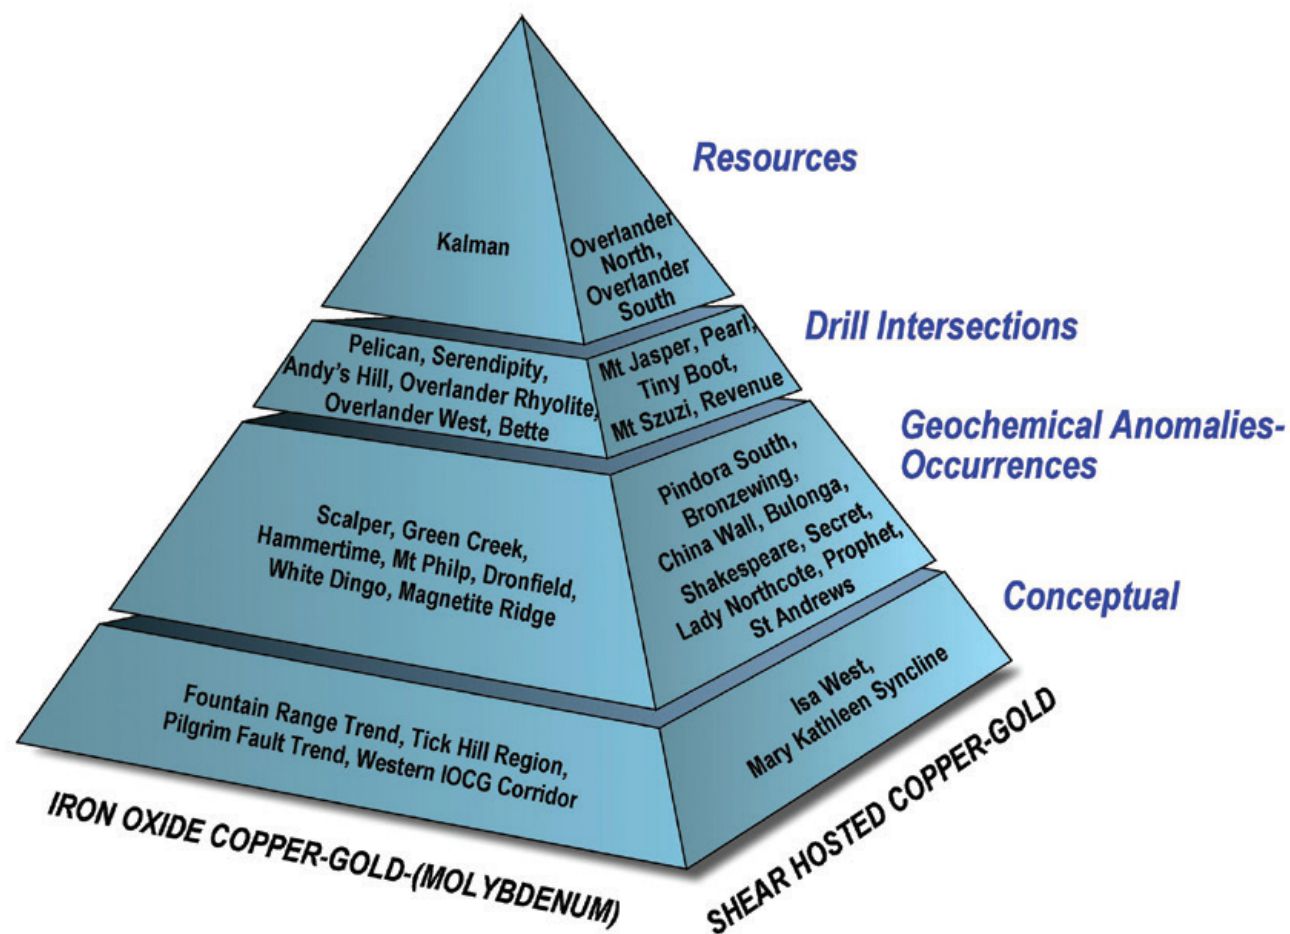 Resources
Kalman
Overlander
North,
Overlander
South
Drill Intersections
Pelican, Serendipity,
Andy's Hill, Overlander Rhyolite,
Overlander West, Bette
Mt Jasper, Pearl,
Tiny Boot,
Mt Szuzi, Revenue
Geochemical Anomalies-
Occurrences
Scalper, Green Creek,
Hammertime, Mt Philp, Dronfield,
White Dingo, Magnetite Ridge
Pindora South,
Bronzewing,
China Wall, Bulonga,
Shakespeare, Secret,
Lady Northcote, Prophet,
St Andrews
Conceptual
Fountain Range Trend, Tick Hill Region,
Pilgrim Fault Trend, Western IOCG Corridor
Isa West,
Mary Kathleen Syncline
IRON OXIDE COPPER-GOLD-(MOLYBDENUM)
SHEAR HOSTED COPPER-GOLD